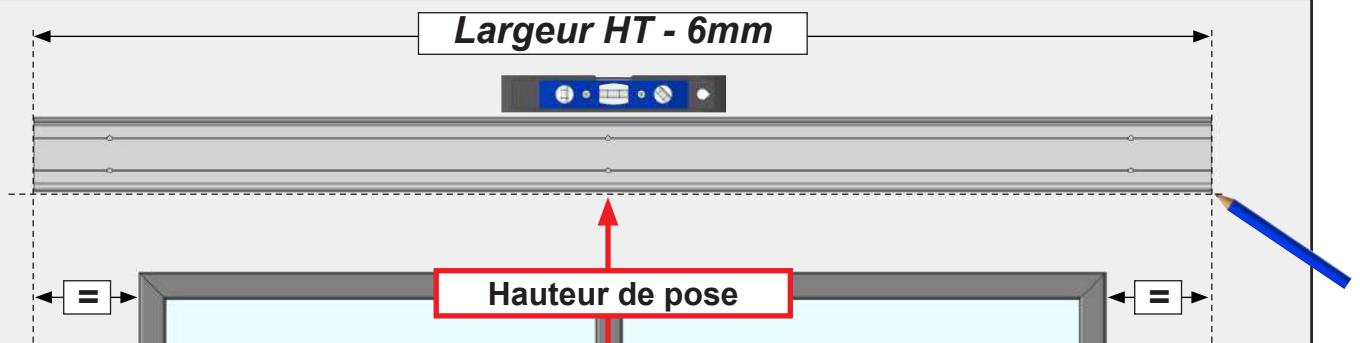 Largeur HT - 6mm
Hauteur de pose
= =